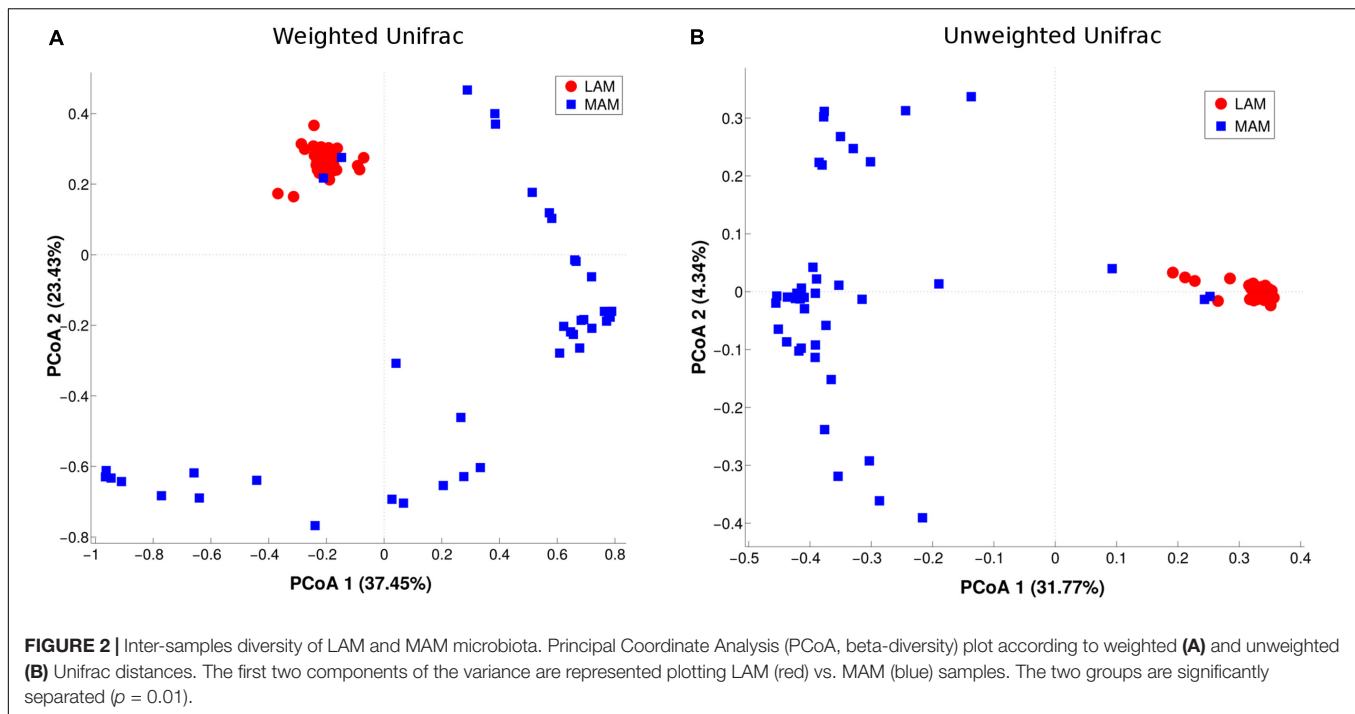 A
Weighted Unifrac
LAM
MAM
0.4
0.2
0
−0.2
−0.4
−0.6
−0.8
PCoA 2 (23.43%)
−1
−0.8
−0.6
−0.4
−0.2
0
0.2
0.4
0.6
0.8
PCoA 1 (37.45%)
B
Unweighted Unifrac
LAM
MAM
0.3
0.2
0.1
0
−0.1
−0.2
−0.3
−0.4
PCoA 2 (4.34%)
−0.5
−0.4
−0.3
−0.2
−0.1
0
0.1
0.2
0.3
0.4
PCoA 1 (31.77%)
FIGURE 2 | Inter-samples diversity of LAM and MAM microbiota. Principal Coordinate Analysis (PCoA, beta-diversity) plot according to weighted (A) and unweighted
(B) Unifrac distances. The first two components of the variance are represented plotting LAM (red) vs. MAM (blue) samples. The two groups are significantly
separated (p = 0.01).